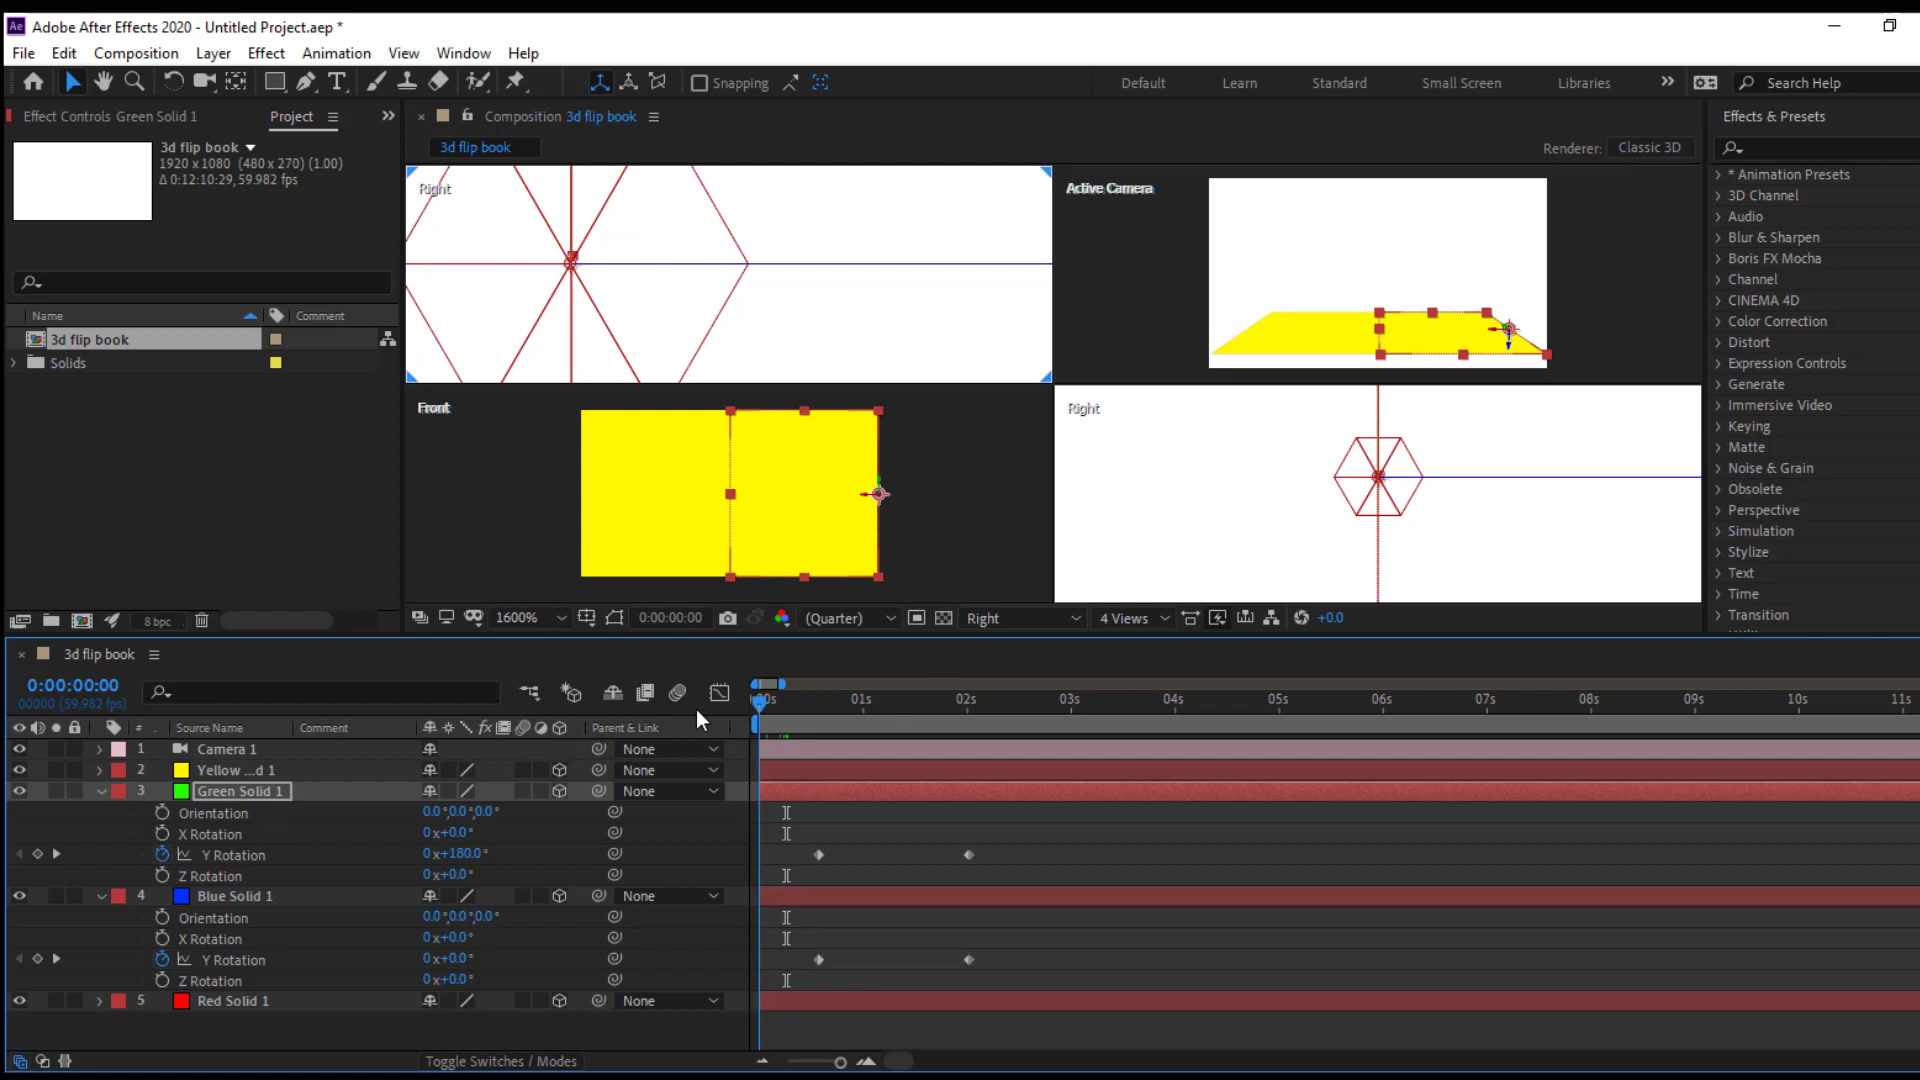 Ae Adobe After Effects 2020 - Untitled Project.aep *
File Edit Composition Layer Effect Animation View Window Help
Snapping Default Learn Standard Small Screen Libraries Search Help
Effect Controls Green Solid 1 Project
Composition 3d flip book
Effects & Presets
3d flip book
1920 x 1080 (480 x 270) (1.00)
Δ 0:12:10:29, 59.982 fps
3d flip book
Renderer: Classic 3D
Name Comment
3d flip book
Solids
8 bpc
Right
Active Camera
Front
Right
1600% 0:00:00:00 (Quarter) Right 4 Views +0.0
* Animation Presets
3D Channel
Audio
Blur & Sharpen
Boris FX Mocha
Channel
CINEMA 4D
Color Correction
Distort
Expression Controls
Generate
Immersive Video
Keying
Matte
Noise & Grain
Obsolete
Perspective
Simulation
Stylize
Text
Time
Transition
3d flip book
0:00:00:00
00000 (59.982 fps)
01s 02s 03s 04s 05s 06s 07s 08s 09s 10s 11s
# Source Name Comment fx Parent & Link
1 Camera 1 None
2 Yellow ...d 1 None
3 Green Solid 1 None
Orientation 0.0°,0.0°,0.0°
X Rotation 0x+0.0°
Y Rotation 0x+180.0°
Z Rotation 0x+0.0°
4 Blue Solid 1 None
Orientation 0.0°,0.0°,0.0°
X Rotation 0x+0.0°
Y Rotation 0x+0.0°
Z Rotation 0x+0.0°
5 Red Solid 1 None
Toggle Switches / Modes